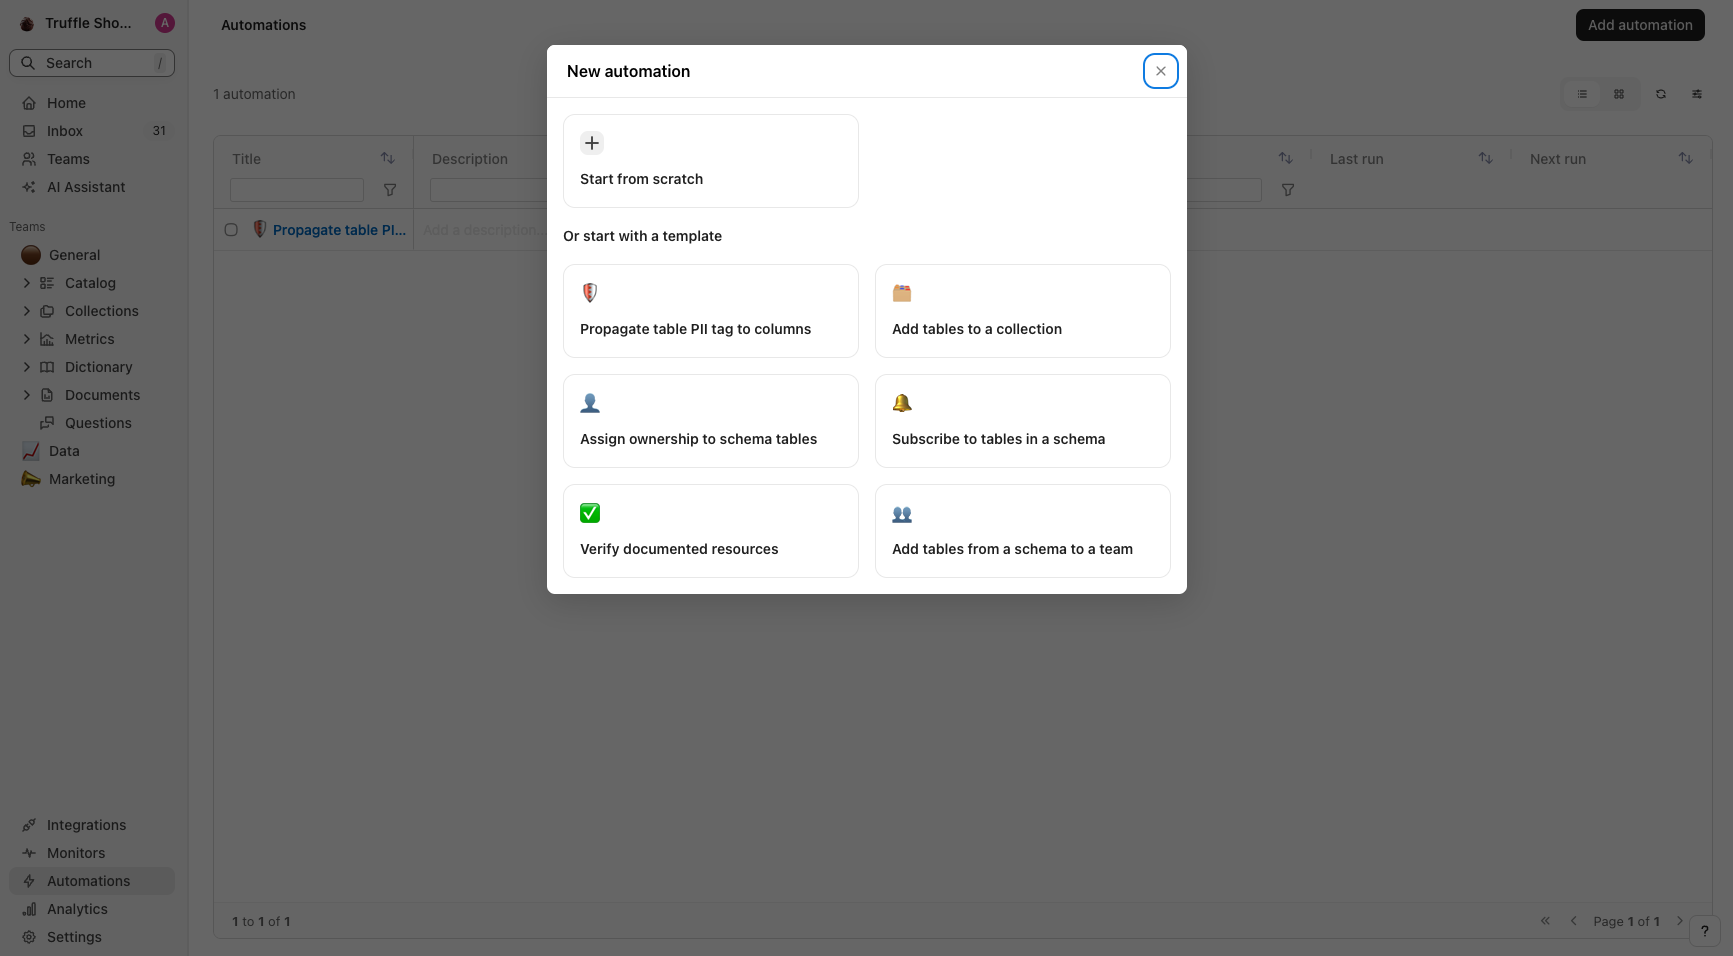 Truffle Sho...
A
Automations
Add automation
Search
/
New automation
Home
1 automation
Inbox
31
Start from scratch
Title
Description
Last run
Next run
Teams
AI Assistant
Or start with a template
Propagate table PI...
Add a description...
Teams
General
Catalog
Collections
Metrics
Dictionary
Documents
Questions
Data
Marketing
Propagate table PII tag to columns
Add tables to a collection
Assign ownership to schema tables
Subscribe to tables in a schema
Verify documented resources
Add tables from a schema to a team
Integrations
Monitors
Automations
Analytics
Settings
1 to 1 of 1
Page 1 of 1
?